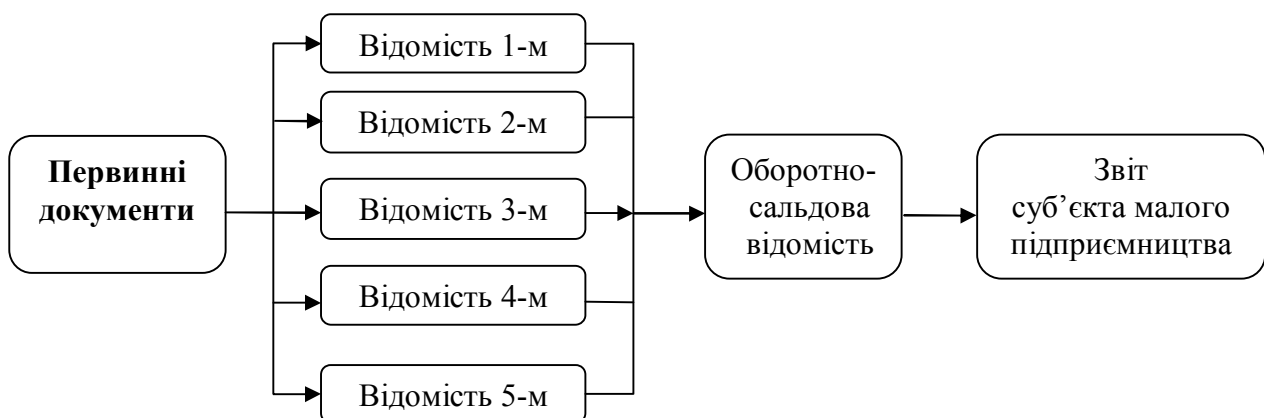 Первинні
документи
Відомість 1-м
Відомість 2-м
Відомість 3-м
Відомість 4-м
Відомість 5-м
Оборотно-
сальдова
відомість
Звіт
суб’єкта малого
підприємництва